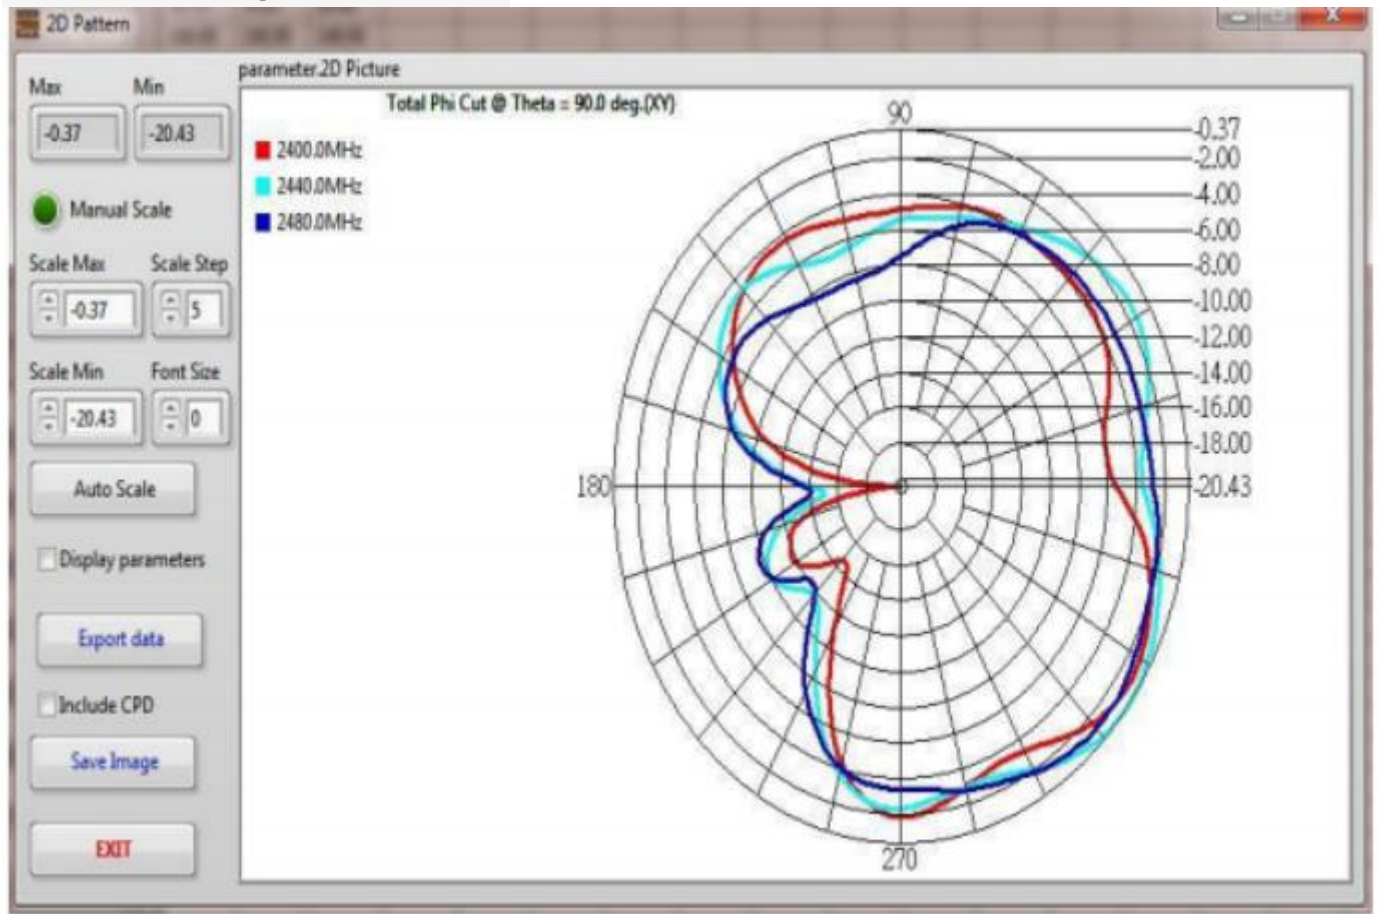 2D Pattern
Max
Min
-0.37
-20.43
Manual Scale
Scale Max
Scale Step
-0.37
5
Scale Min
Font Size
-20.43
0
Auto Scale
Display parameters
Export data
Include CPD
Save Image
EXIT
parameter.2D Picture
Total Phi Cut @ Theta = 90.0 deg.(XY)
2400.0MHz
2440.0MHz
2480.0MHz
90
180
270
-0.37
-2.00
-4.00
-6.00
-8.00
-10.00
-12.00
-14.00
-16.00
-18.00
-20.43